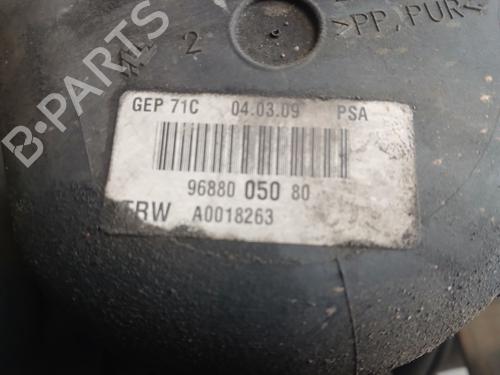 2
>PP, PUR<
GEP 71C 04.03.09 PSA
96880 050 80
TRW A0018263
B-PARTS